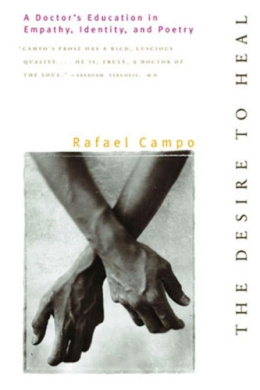 A Doctor's Education in
Empathy, Identity, and Poetry
"CAMPO'S PROSE HAS A RICH, LUSCIOUS
QUALITY.... HE IS, TRULY, A DOCTOR OF
THE SOUL." —ABRAHAM VERGHESE, M.D.
Rafael Campo
THE DESIRE TO HEAL